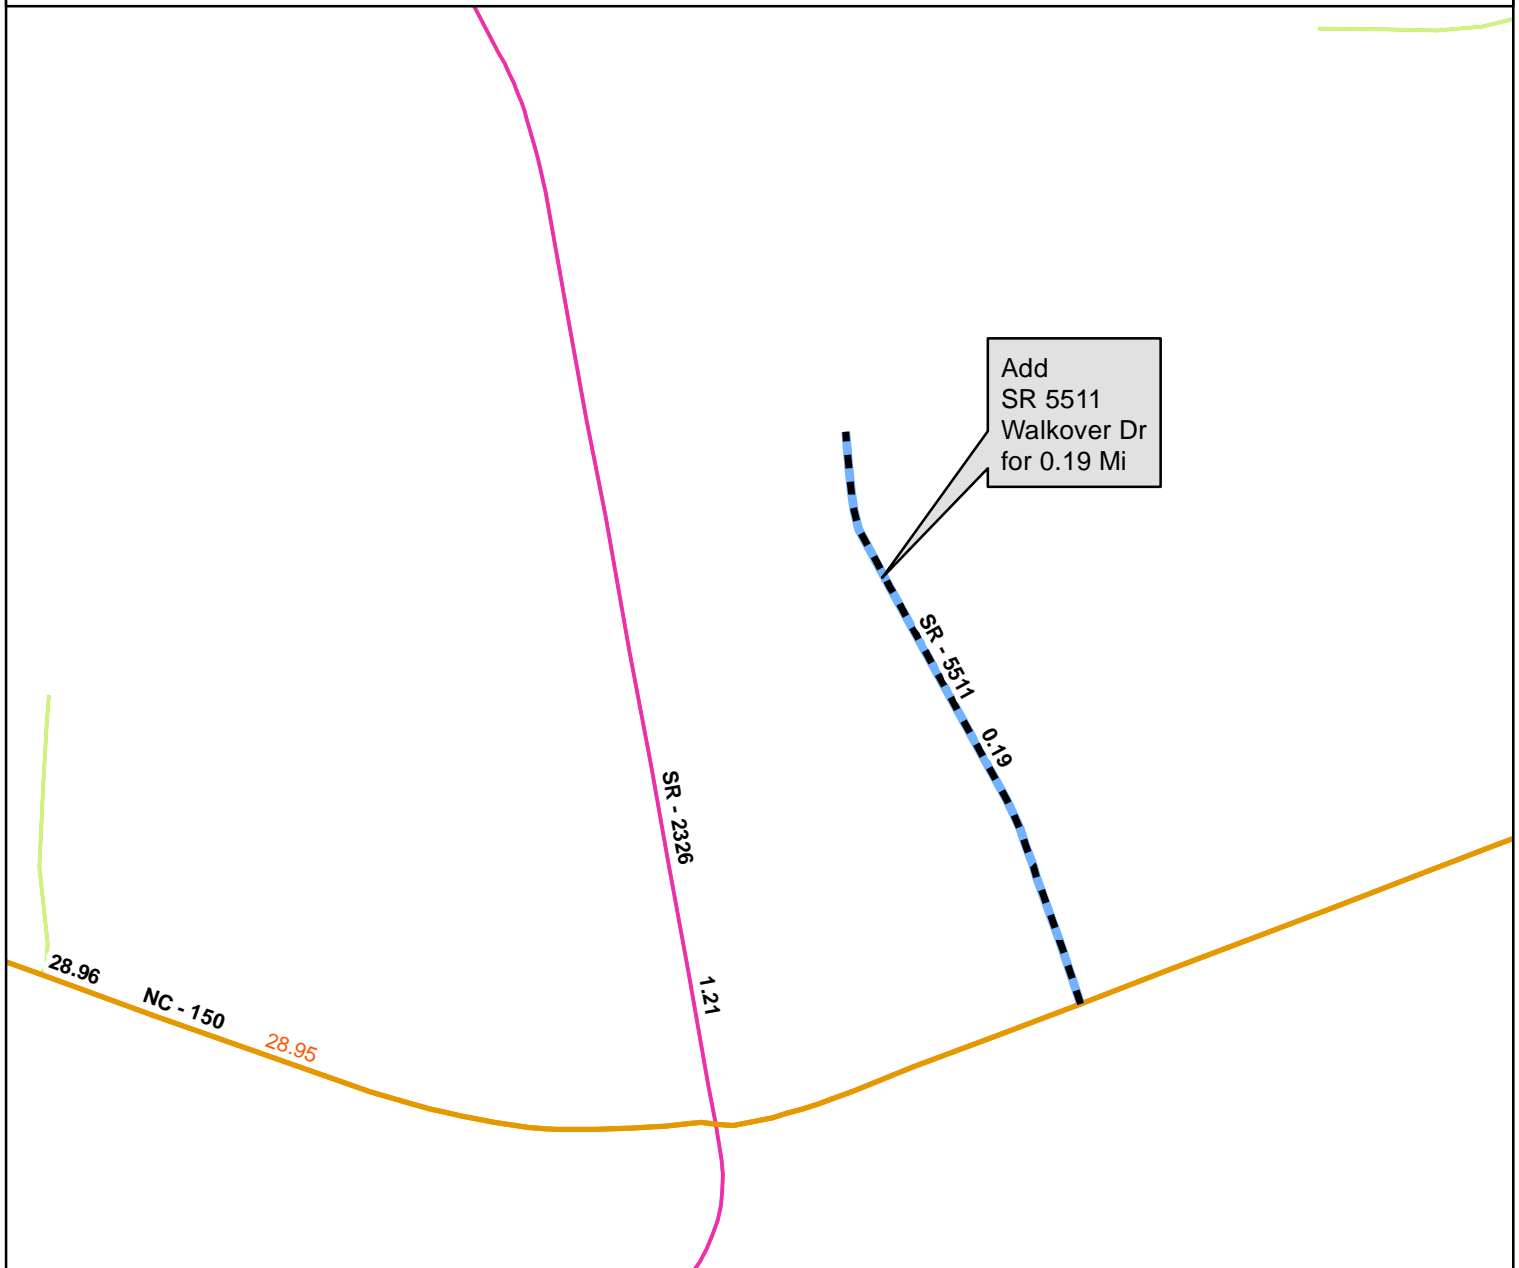 Add
SR 5511
Walkover Dr
for 0.19 Mi
SR - 5511
0.19
SR - 2326
1.21
28.96
NC - 150
28.95